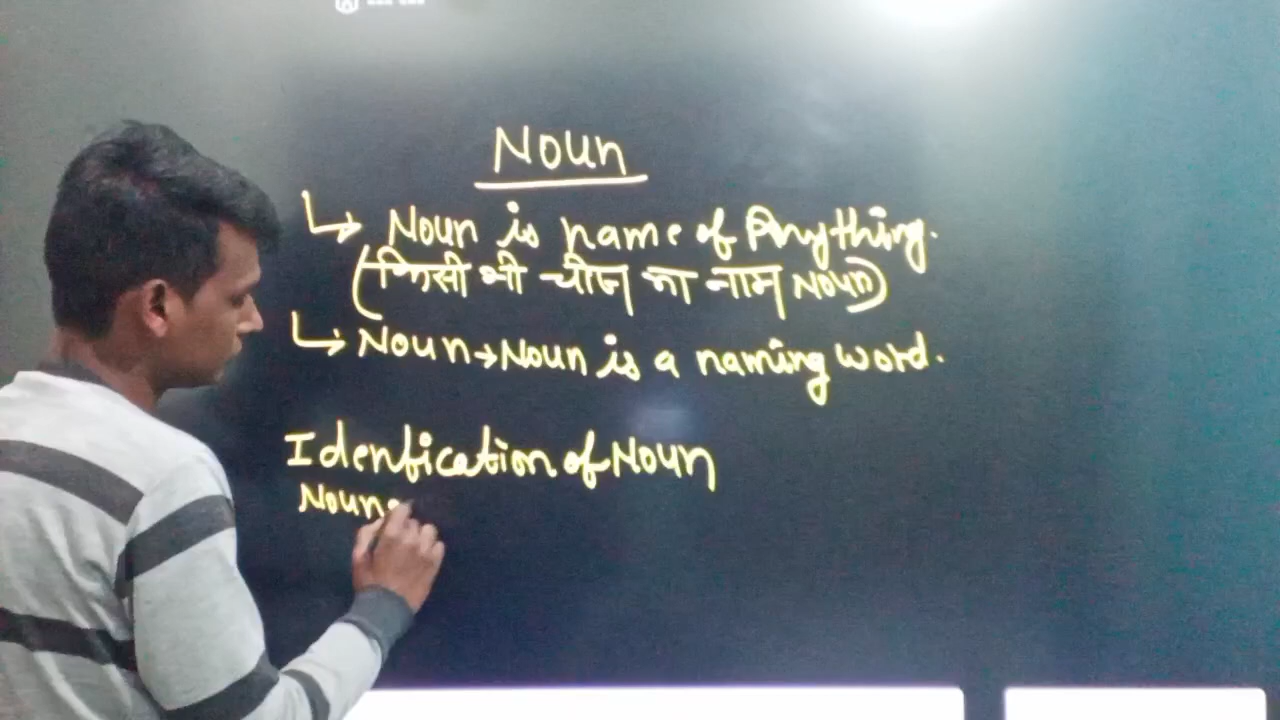 Noun
↳ Noun is name of Anything.
(किसी भी चीज का नाम Noun)
↳ Noun→Noun is a naming word.
Idenfication of Noun
Noun